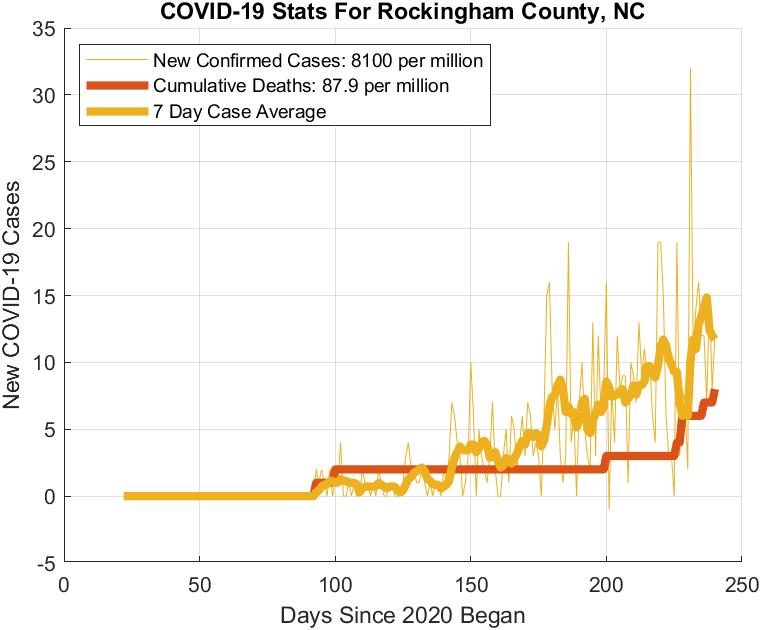 COVID-19 Stats For Rockingham County, NC
New Confirmed Cases: 8100 per million
Cumulative Deaths: 87.9 per million
7 Day Case Average
New COVID-19 Cases
35
30
25
20
15
10
5
0
-5
0 50 100 150 200 250
Days Since 2020 Began